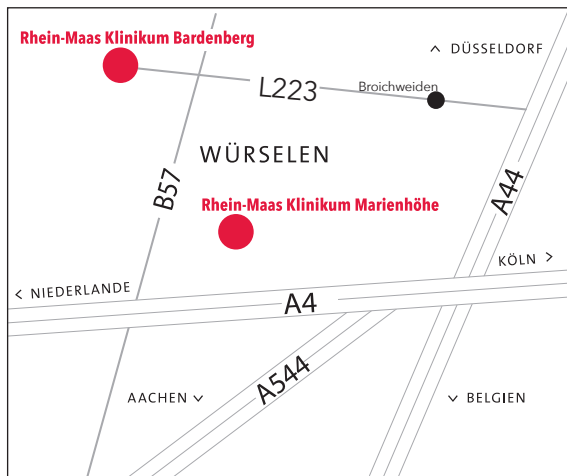 Rhein-Maas Klinikum Bardenberg
^ DÜSSELDORF
L223
Broichweiden
WÜRSELEN
B57
A44
Rhein-Maas Klinikum Marienhöhe
KÖLN >
< NIEDERLANDE
A4
A544
AACHEN ˅
˅ BELGIEN